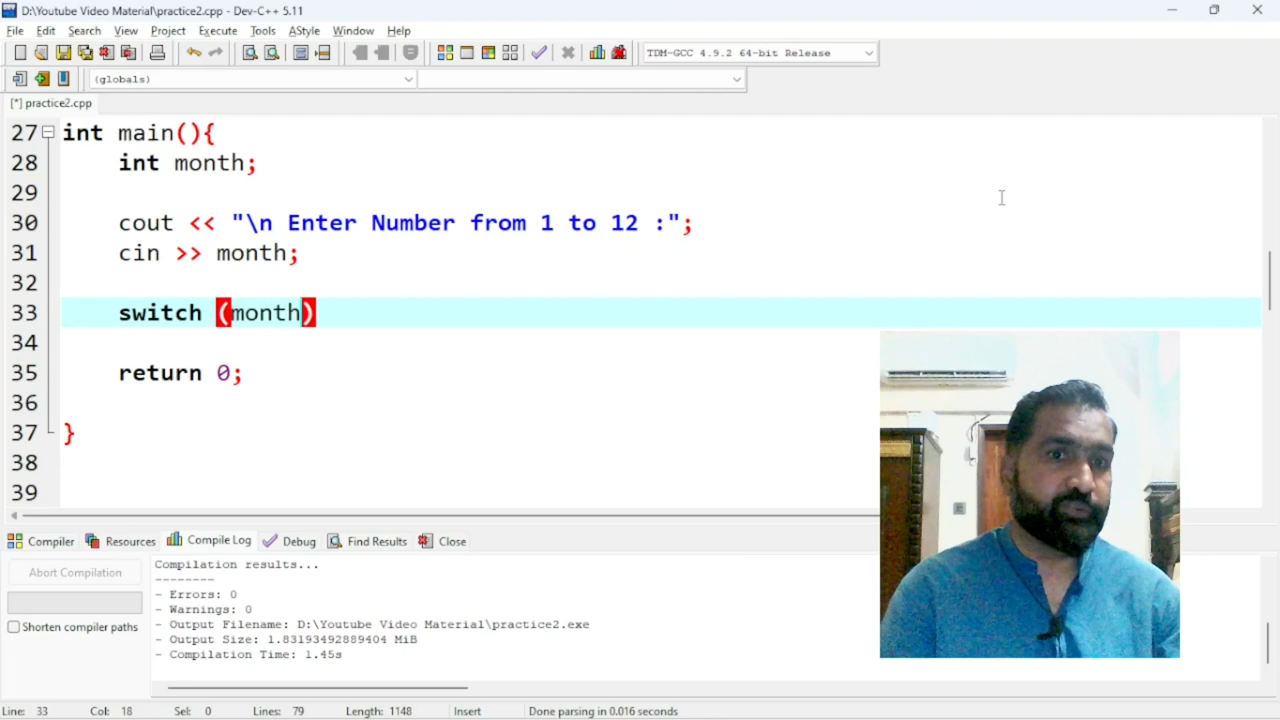 D:\Youtube Video Material\practice2.cpp - Dev-C++ 5.11
File Edit Search View Project Execute Tools AStyle Window Help
TDM-GCC 4.9.2 64-bit Release
(globals)
[*] practice2.cpp
27 int main(){
28 int month;
29
30 cout << "\n Enter Number from 1 to 12 :";
31 cin >> month;
32
33 switch (month)
34
35 return 0;
36
37 }
38
39
Compiler Resources Compile Log Debug Find Results Close
Abort Compilation
Shorten compiler paths
Compilation results...
--------
- Errors: 0
- Warnings: 0
- Output Filename: D:\Youtube Video Material\practice2.exe
- Output Size: 1.83193492889404 MiB
- Compilation Time: 1.45s
Line: 33 Col: 18 Sel: 0 Lines: 79 Length: 1148 Insert Done parsing in 0.016 seconds